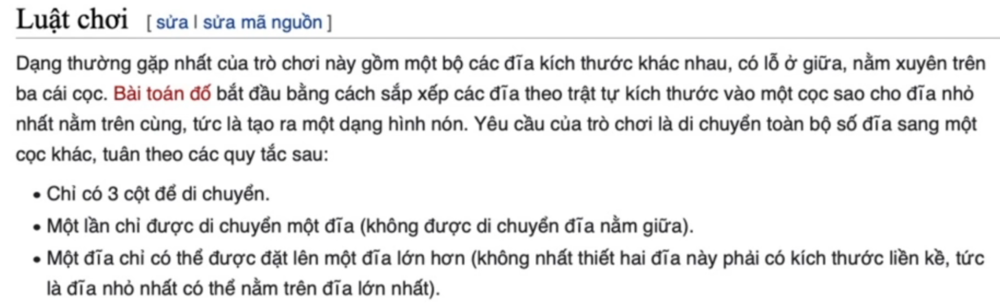 Luật chơi [ sửa | sửa mã nguồn ]
Dạng thường gặp nhất của trò chơi này gồm một bộ các đĩa kích thước khác nhau, có lỗ ở giữa, nằm xuyên trên
ba cái cọc. Bài toán đố bắt đầu bằng cách sắp xếp các đĩa theo trật tự kích thước vào một cọc sao cho đĩa nhỏ
nhất nằm trên cùng, tức là tạo ra một dạng hình nón. Yêu cầu của trò chơi là di chuyển toàn bộ số đĩa sang một
cọc khác, tuân theo các quy tắc sau:
• Chỉ có 3 cột để di chuyển.
• Một lần chỉ được di chuyển một đĩa (không được di chuyển đĩa nằm giữa).
• Một đĩa chỉ có thể được đặt lên một đĩa lớn hơn (không nhất thiết hai đĩa này phải có kích thước liền kề, tức
là đĩa nhỏ nhất có thể nằm trên đĩa lớn nhất).